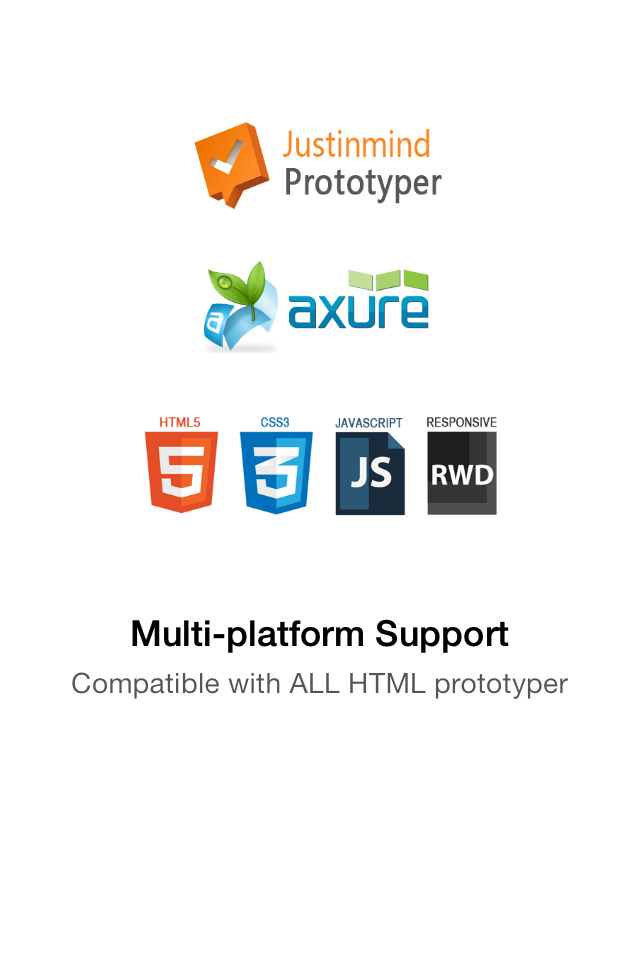 Justinmind
Prototyper
a
axure
HTML5 CSS3 JAVASCRIPT RESPONSIVE
5 3 JS RWD
Multi-platform Support
Compatible with ALL HTML prototyper